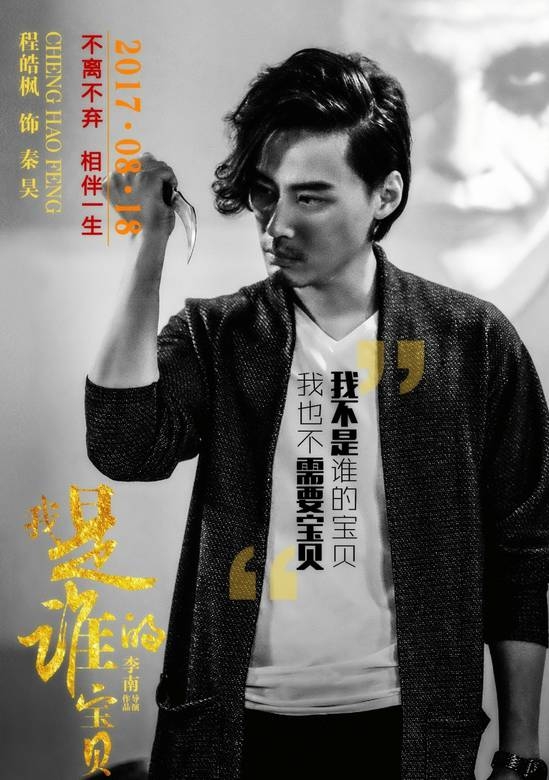 程皓枫 饰 秦昊
CHENG HAO FENG
不离不弃 相伴一生
2017·08·18
“我不是谁的宝贝
我也不需要宝贝”
我是谁的宝贝
李南
导演
作品